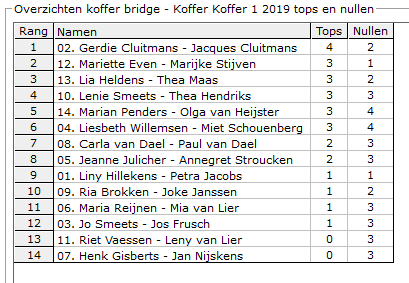 Overzichten koffer bridge - Koffer Koffer 1 2019 tops en nullen
Rang Namen Tops Nullen
1 02. Gerdie Cluitmans - Jacques Cluitmans 4 2
2 12. Mariette Even - Marijke Stijven 3 1
3 13. Lia Heldens - Thea Maas 3 2
4 10. Lenie Smeets - Thea Hendriks 3 3
5 14. Marian Penders - Olga van Heijster 3 4
6 04. Liesbeth Willemsen - Miet Schouenberg 3 4
7 08. Carla van Dael - Paul van Dael 2 3
8 05. Jeanne Julicher - Annegret Stroucken 2 3
9 01. Liny Hillekens - Petra Jacobs 1 1
10 09. Ria Brokken - Joke Janssen 1 2
11 06. Maria Reijnen - Mia van Lier 1 3
12 03. Jo Smeets - Jos Frusch 1 3
13 11. Riet Vaessen - Leny van Lier 0 3
14 07. Henk Gisberts - Jan Nijskens 0 3